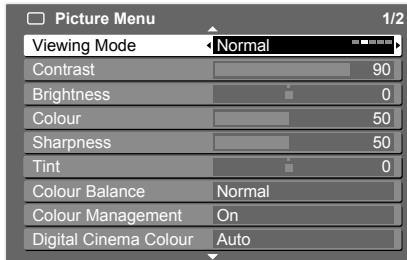 Picture Menu 1/2
Viewing Mode Normal
Contrast 90
Brightness 0
Colour 50
Sharpness 50
Tint 0
Colour Balance Normal
Colour Management On
Digital Cinema Colour Auto